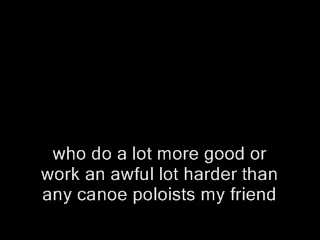 who do a lot more good or
work an awful lot harder than
any canoe poloists my friend